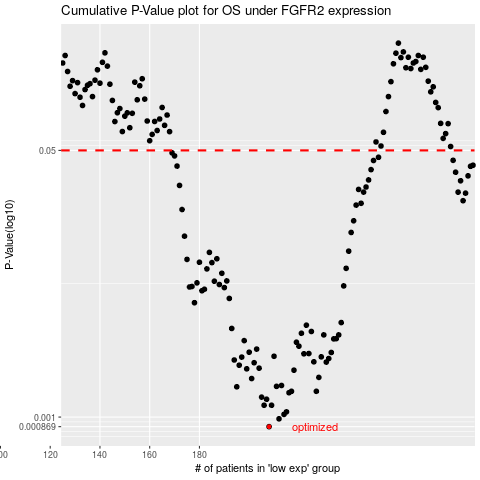 Cumulative P-Value plot for OS under FGFR2 expression
P-Value(log10)
0.05
0.001
0.000869
optimized
00 120 140 160 180
# of patients in 'low exp' group